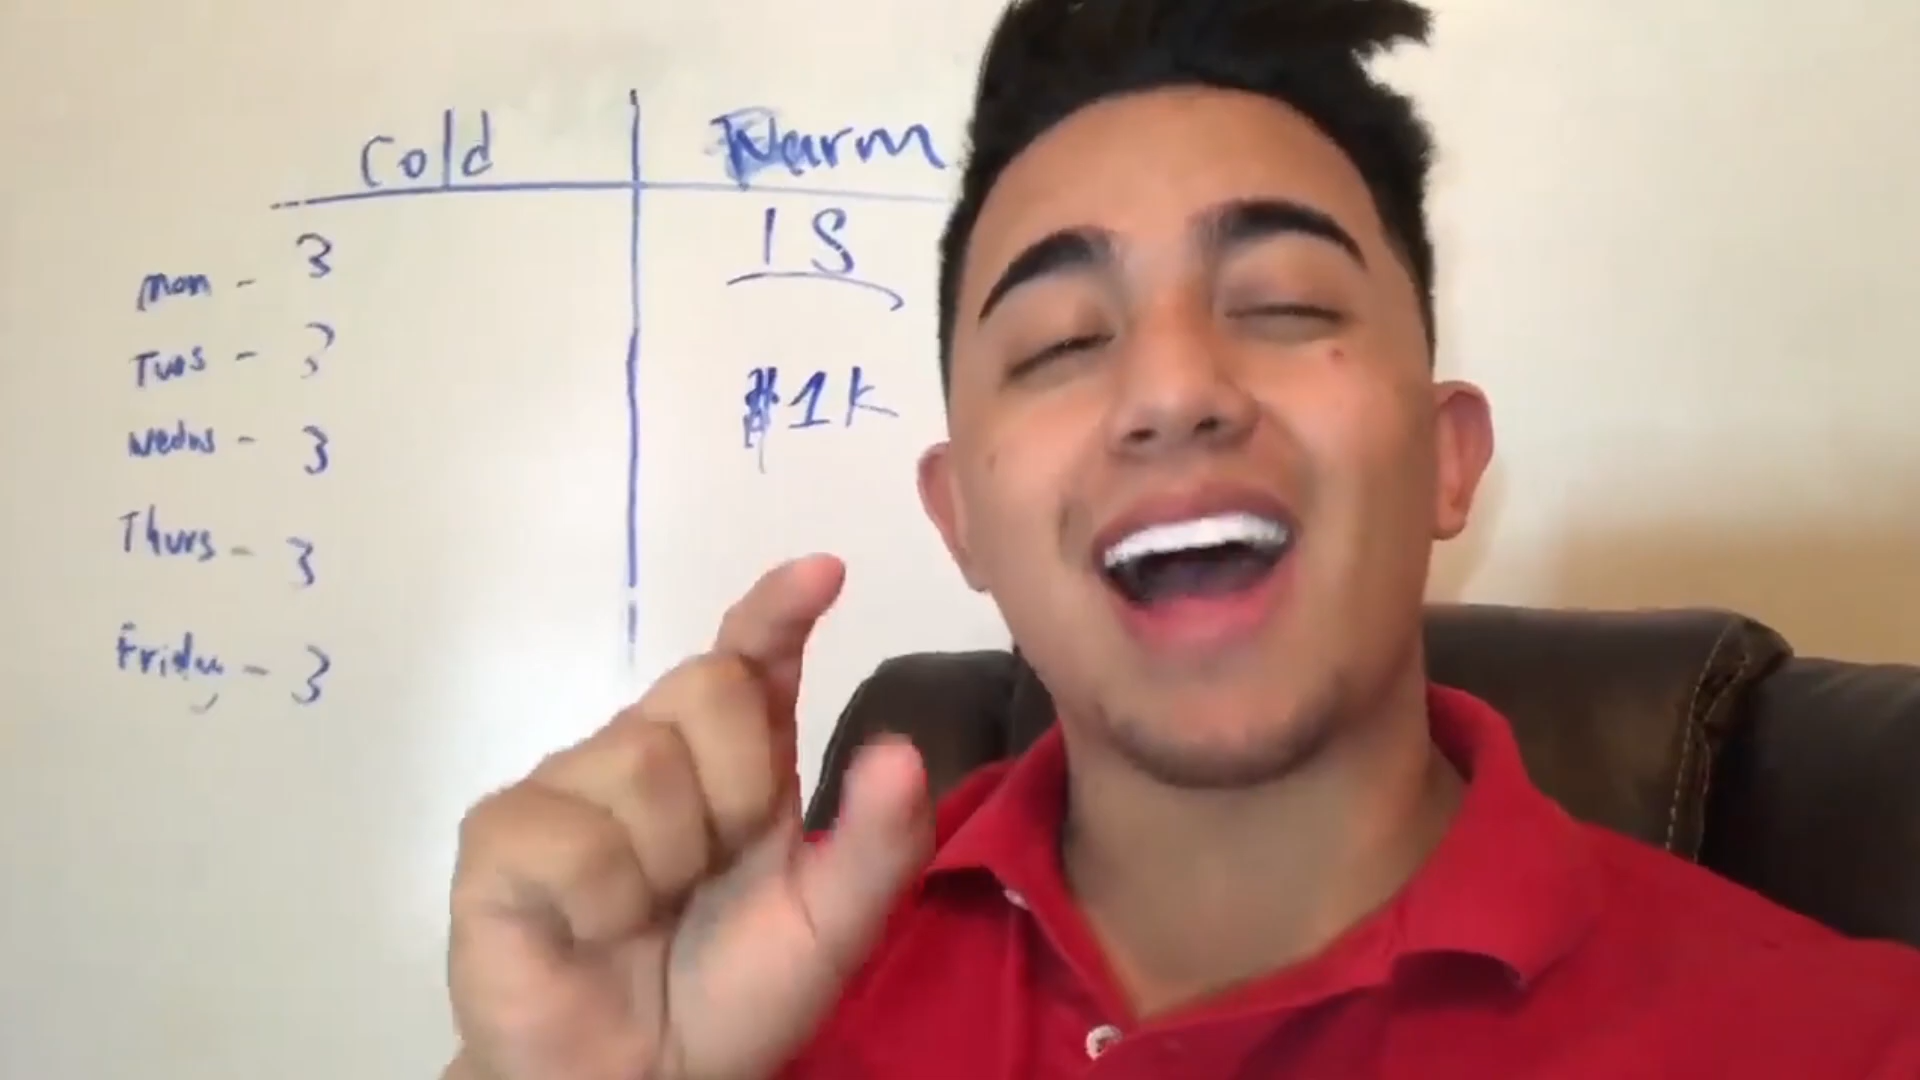 Cold Warm
Mon - 3
Tues - 3
Weds - 3
Thurs - 3
Friday - 3
15
#1K